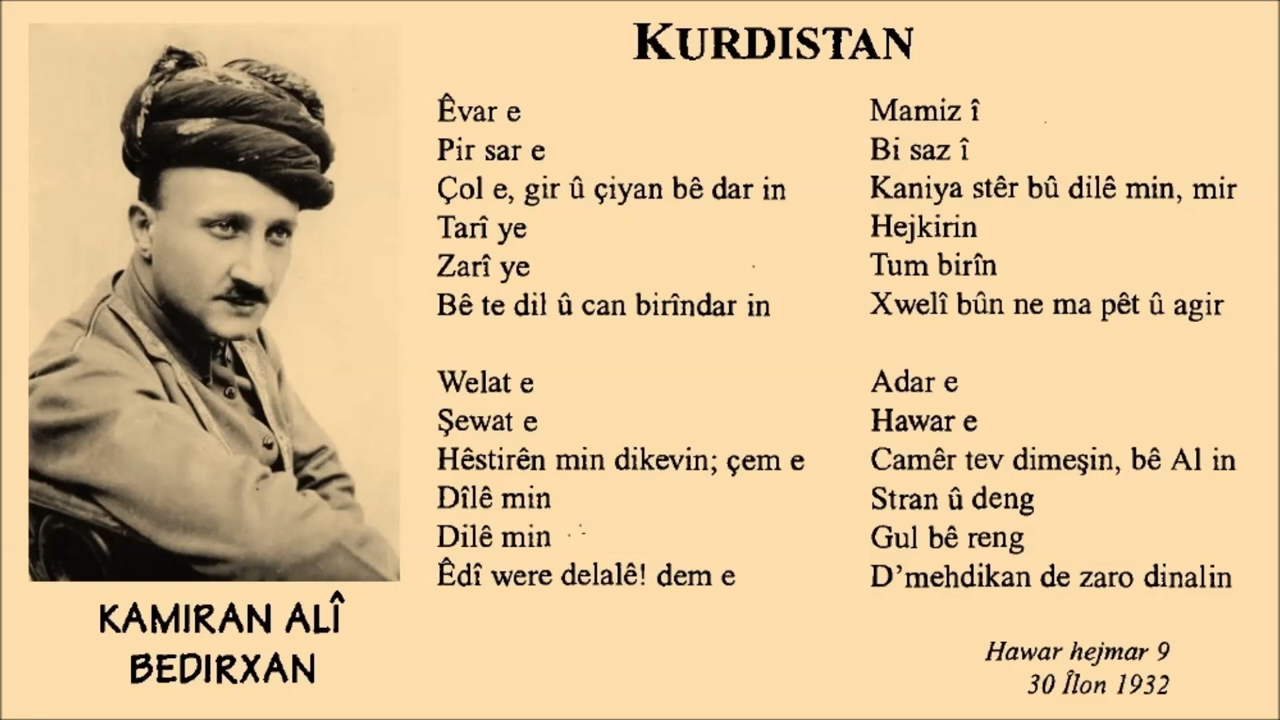 KURDISTAN
Êvar e
Pir sar e
Çol e, gir û çiyan bê dar in
Tarî ye
Zarî ye
Bê te dil û can birîndar in
Welat e
Şewat e
Hêstirên min dikevin; çem e
Dîlê min
Dilê min
Êdî were delalê! dem e
Mamiz î
Bi saz î
Kaniya stêr bû dilê min, mir
Hejkirin
Tum birîn
Xwelî bûn ne ma pêt û agir
Adar e
Hawar e
Camêr tev dimeşin, bê Al in
Stran û deng
Gul bê reng
D'mehdikan de zaro dinalin
Hawar hejmar 9
30 Îlon 1932
KAMIRAN ALÎ
BEDIRXAN